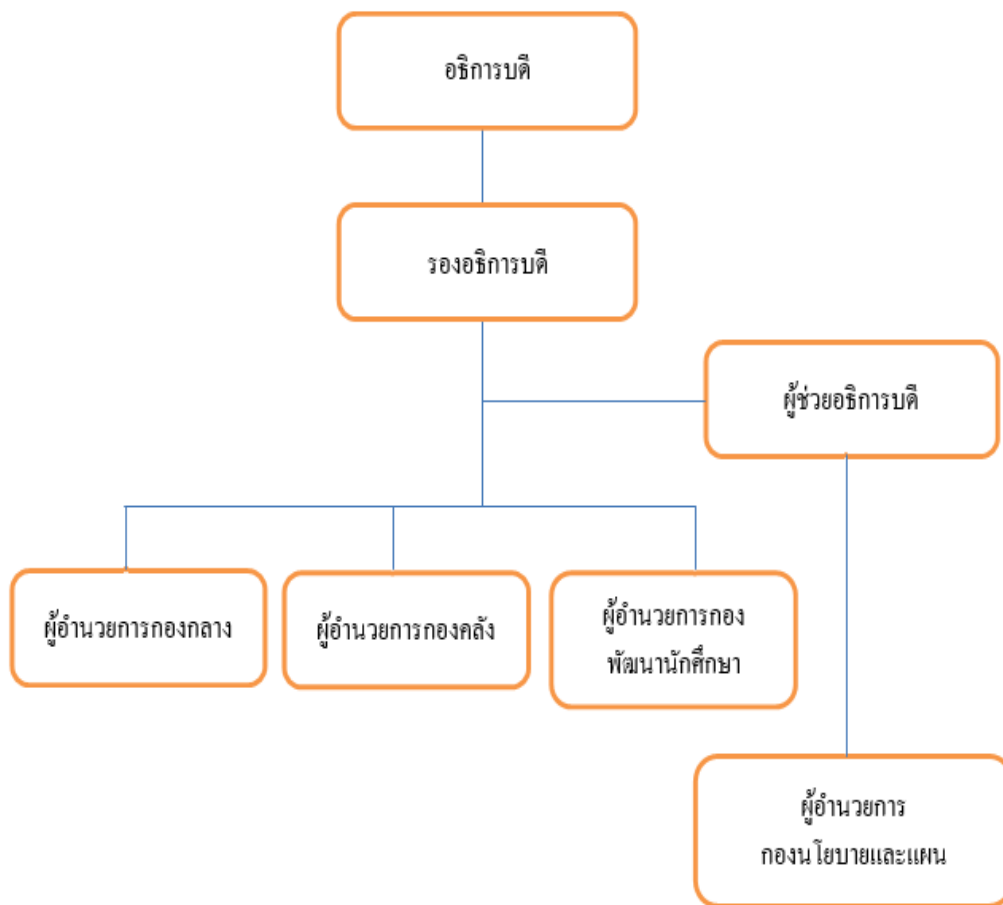 อธิการบดี
รองอธิการบดี
ผู้ช่วยอธิการบดี
ผู้อำนวยการกองกลาง
ผู้อำนวยการกองคลัง
ผู้อำนวยการกอง
พัฒนานักศึกษา
ผู้อำนวยการ
กองนโยบายและแผน